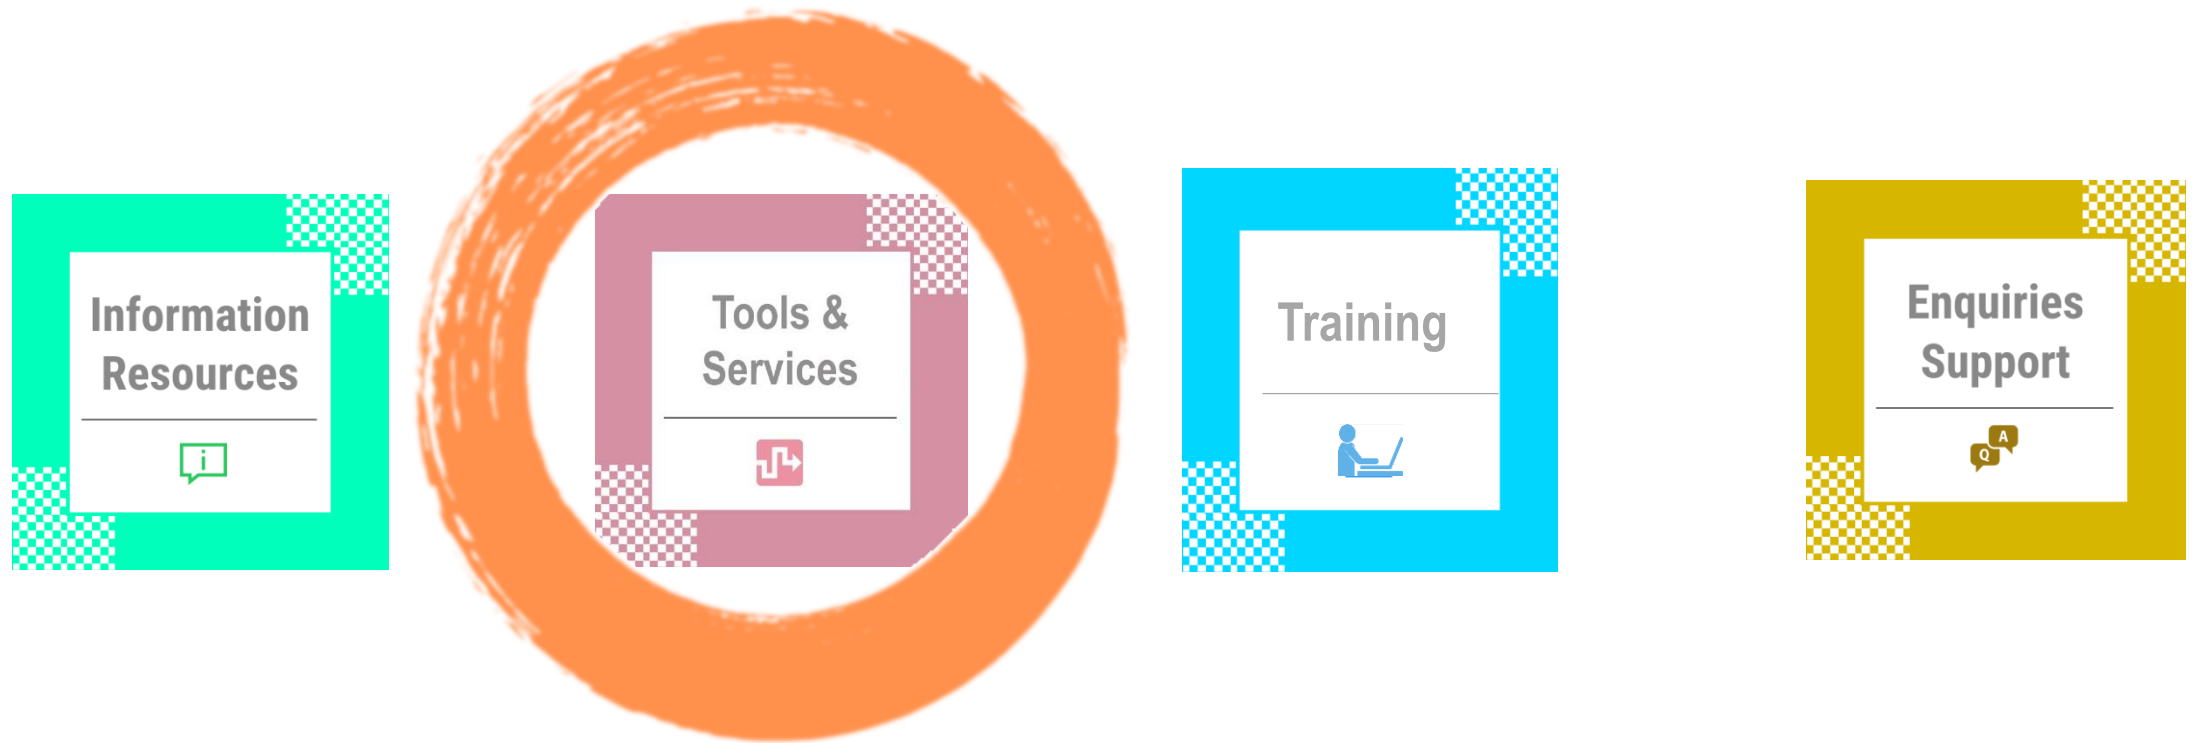 Information
Resources
i
Tools &
Services
Training
Enquiries
Support
A
Q